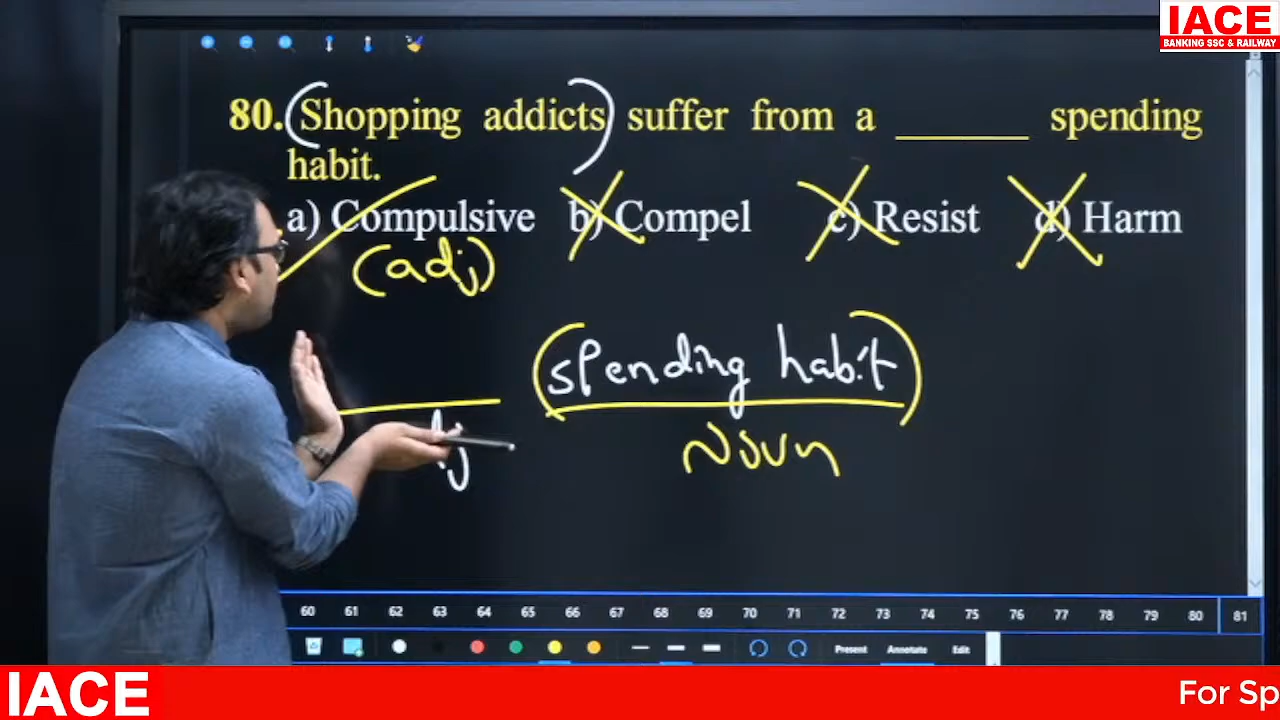 IACE
BANKING SSC & RAILWAY
80. Shopping addicts suffer from a ______ spending
habit.
a) Compulsive b) Compel c) Resist d) Harm
(adj)
(spending habit)
Noun
60 61 62 63 64 65 66 67 68 69 70 71 72 73 74 75 76 77 78 79 80 81
Present Annotate Edit
IACE
For Sp